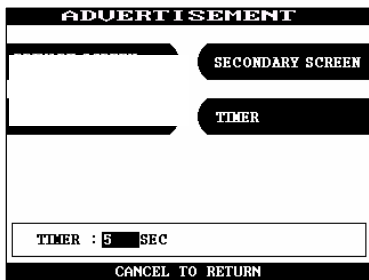 ADVERTISEMENT
SECONDARY SCREEN
TIMER
TIMER : 5 SEC
CANCEL TO RETURN